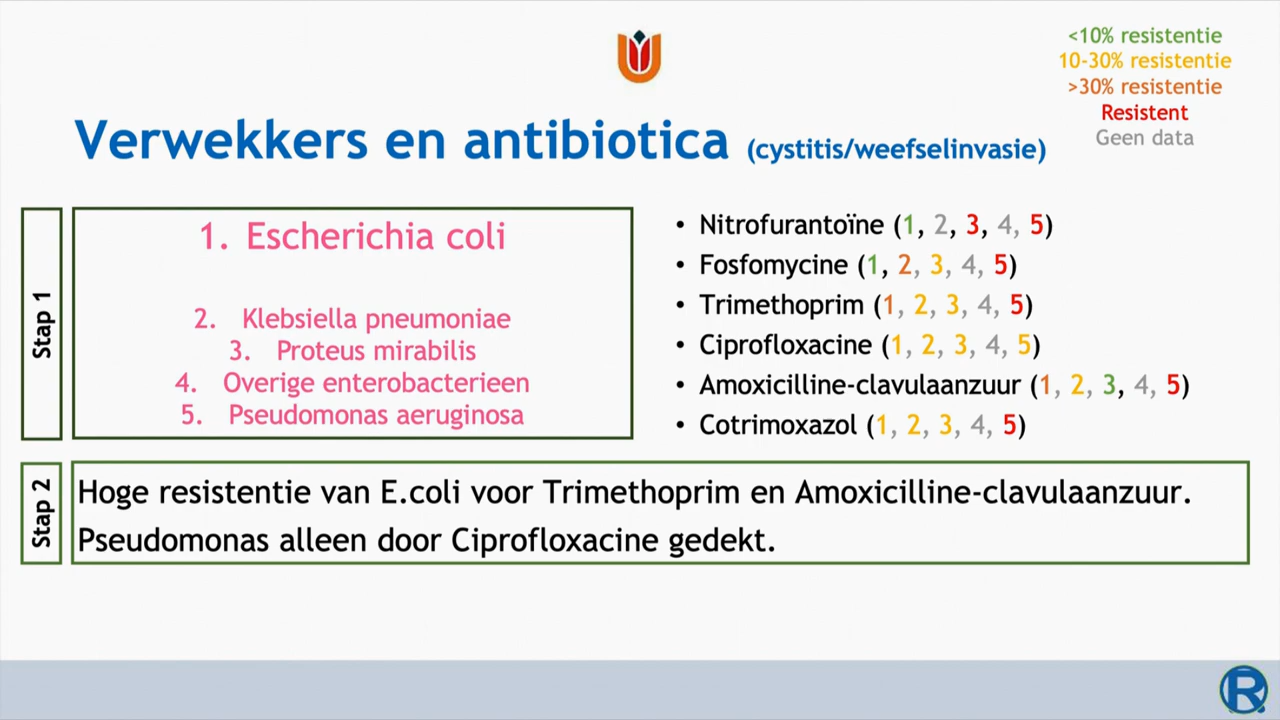 <10% resistentie
10-30% resistentie
>30% resistentie
Resistent
Geen data
Verwekkers en antibiotica (cystitis/weefselinvasie)
Stap 1
1. Escherichia coli
2. Klebsiella pneumoniae
3. Proteus mirabilis
4. Overige enterobacterieen
5. Pseudomonas aeruginosa
• Nitrofurantoïne (1, 2, 3, 4, 5)
• Fosfomycine (1, 2, 3, 4, 5)
• Trimethoprim (1, 2, 3, 4, 5)
• Ciprofloxacine (1, 2, 3, 4, 5)
• Amoxicilline-clavulaanzuur (1, 2, 3, 4, 5)
• Cotrimoxazol (1, 2, 3, 4, 5)
Stap 2
Hoge resistentie van E.coli voor Trimethoprim en Amoxicilline-clavulaanzuur.
Pseudomonas alleen door Ciprofloxacine gedekt.
R